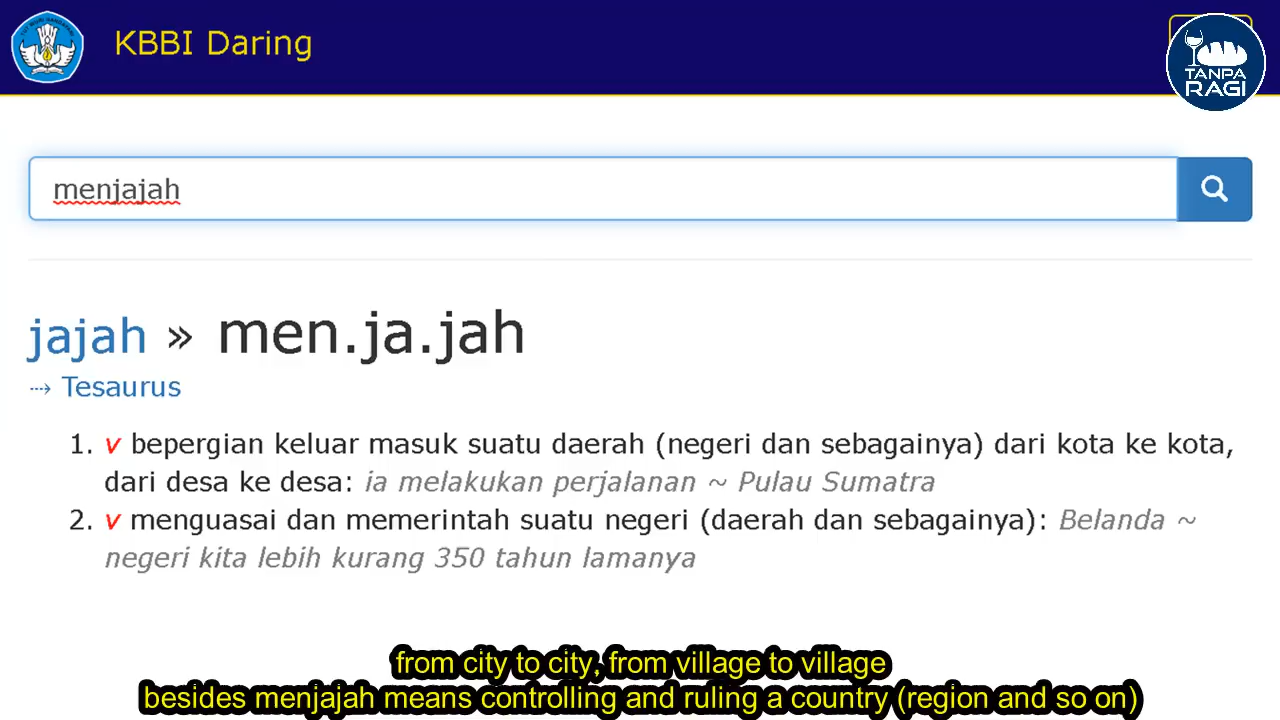 KBBI Daring
TANPA
RAGI
menjajah
jajah » men.ja.jah
⤑ Tesaurus
1. v bepergian keluar masuk suatu daerah (negeri dan sebagainya) dari kota ke kota,
dari desa ke desa: ia melakukan perjalanan ~ Pulau Sumatra
2. v menguasai dan memerintah suatu negeri (daerah dan sebagainya): Belanda ~
negeri kita lebih kurang 350 tahun lamanya
from city to city, from village to village
besides menjajah means controlling and ruling a country (region and so on)